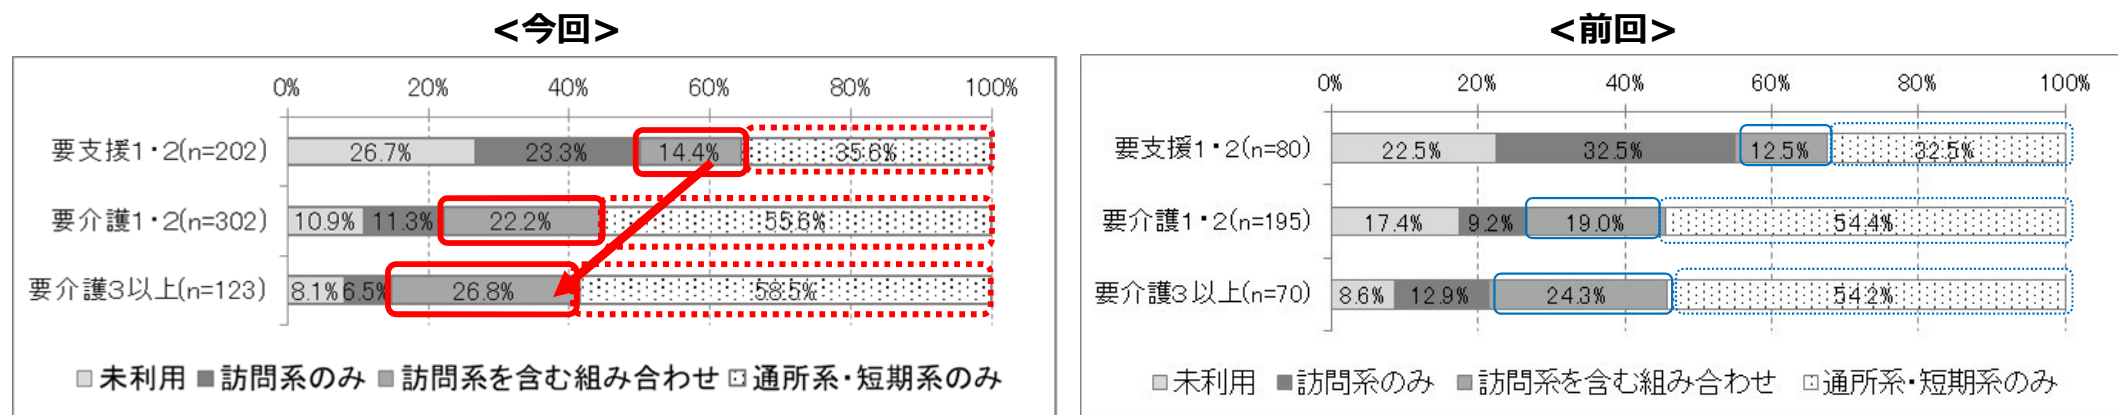 <今回>
0% 20% 40% 60% 80% 100%
要支援1・2(n=202) 26.7% 23.3% 14.4% 35.6%
要介護1・2(n=302) 10.9% 11.3% 22.2% 55.6%
要介護3以上(n=123) 8.1% 6.5% 26.8% 58.5%
未利用 訪問系のみ 訪問系を含む組み合わせ 通所系・短期系のみ
<前回>
0% 20% 40% 60% 80% 100%
要支援1・2(n=80) 22.5% 32.5% 12.5% 32.5%
要介護1・2(n=195) 17.4% 9.2% 19.0% 54.4%
要介護3以上(n=70) 8.6% 12.9% 24.3% 54.2%
未利用 訪問系のみ 訪問系を含む組み合わせ 通所系・短期系のみ